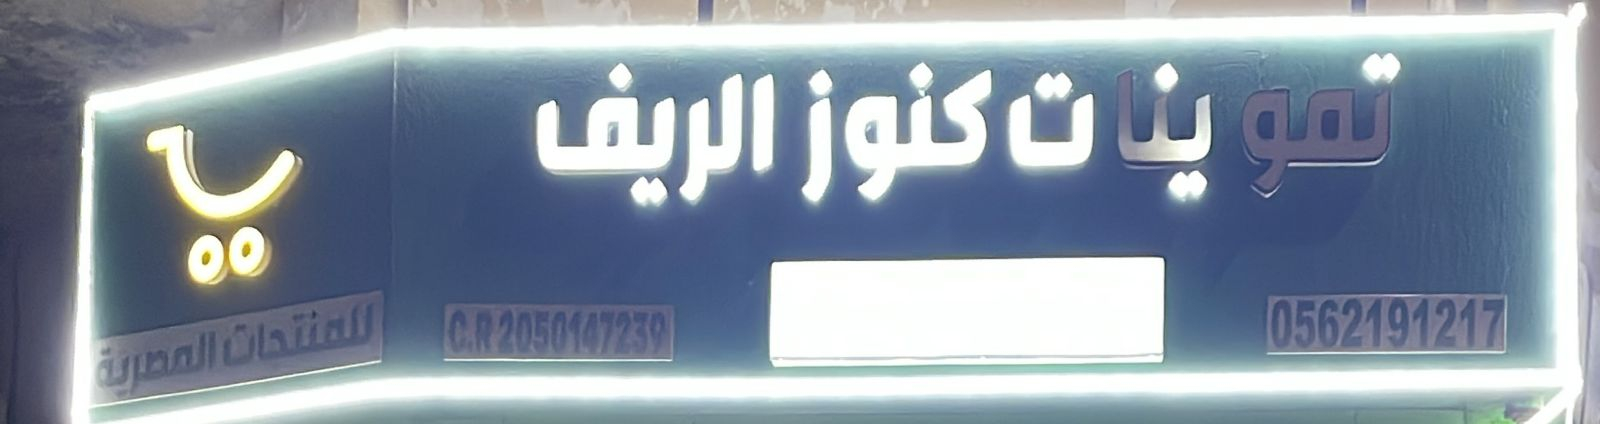 تموينات كنوز الريف
0562191217
C.R 2050147239
للمنتجات المصرية